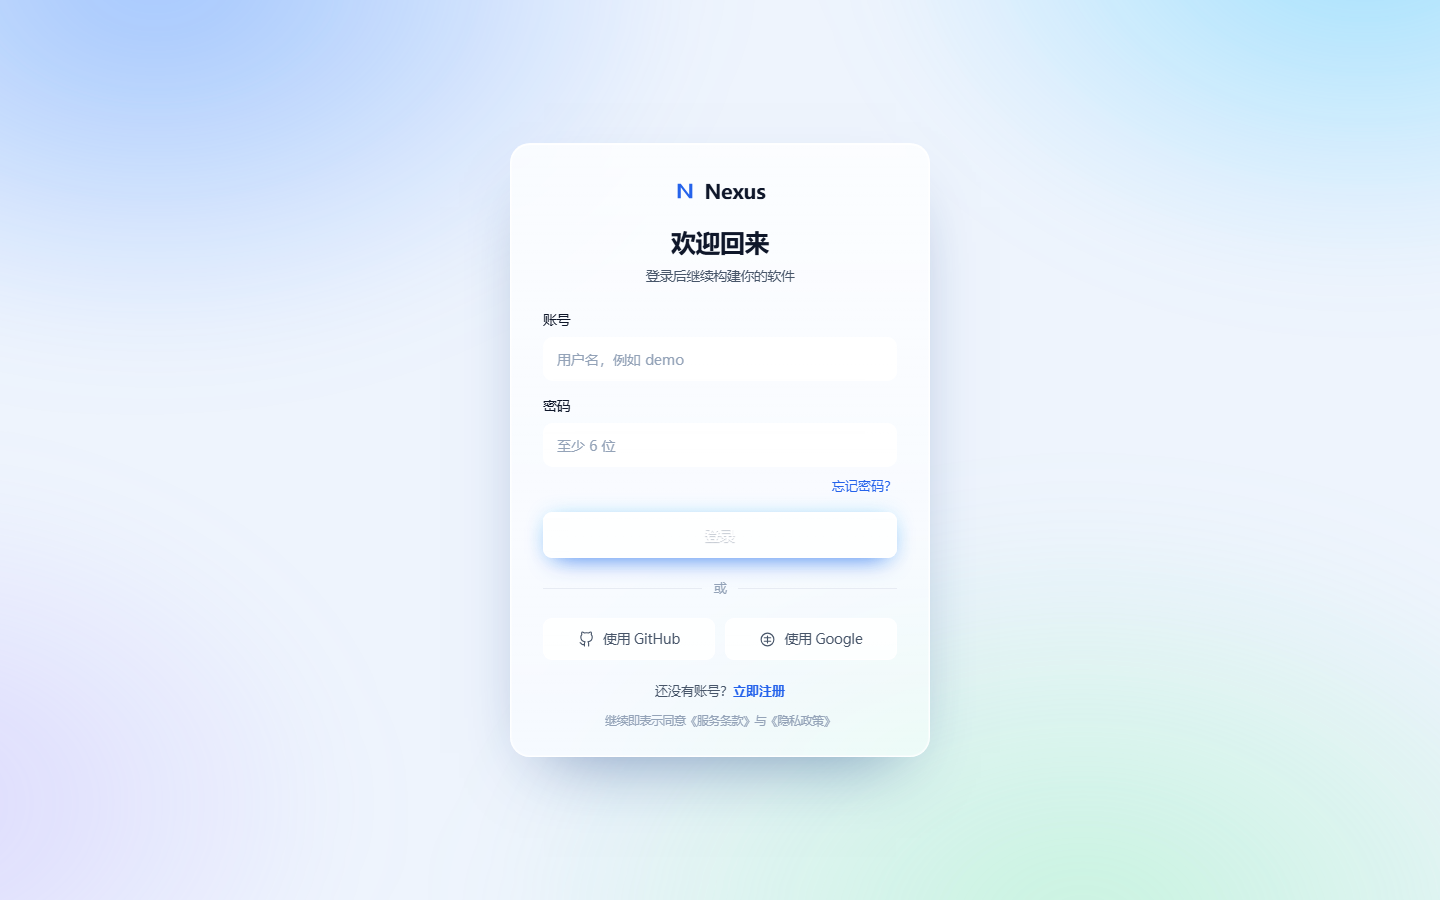 Nexus
欢迎回来
登录后继续构建你的软件
账号
用户名，例如 demo
密码
至少 6 位
忘记密码?
登录
或
使用 GitHub
使用 Google
还没有账号？立即注册
继续即表示同意《服务条款》与《隐私政策》